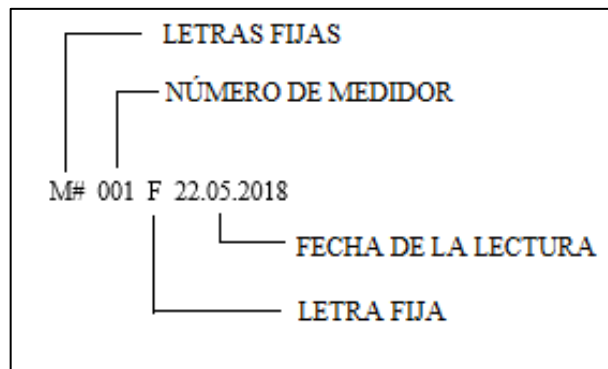 LETRAS FIJAS
NÚMERO DE MEDIDOR
M# 001 F 22.05.2018
FECHA DE LA LECTURA
LETRA FIJA